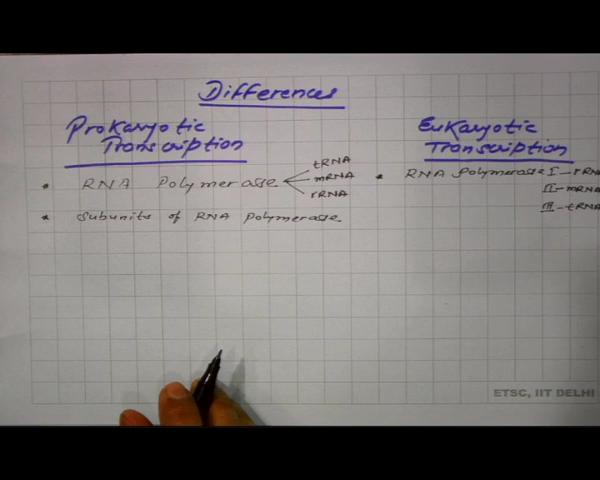 Differences
Prokaryotic
Transcription
Eukaryotic
Transcription
• RNA Polymerase
tRNA
mRNA
rRNA
• RNA Polymerase I - rRNA
II - mRNA
III - tRNA
• Subunits of RNA Polymerase.
ETSC, IIT DELHI